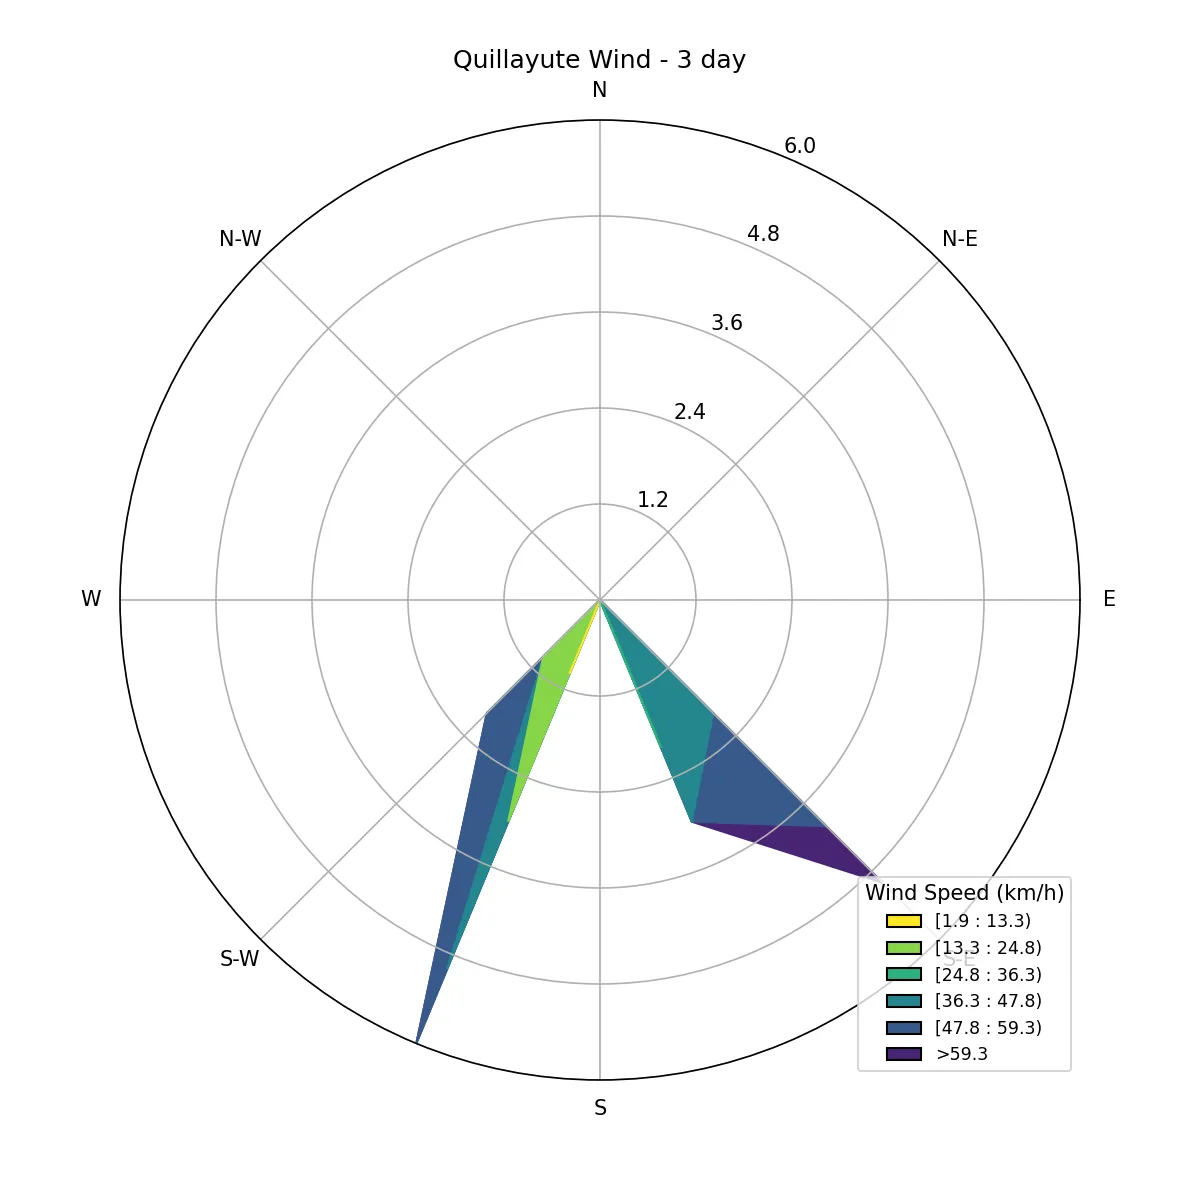 Quillayute Wind - 3 day
N
6.0
4.8
N-W
N-E
3.6
2.4
1.2
W
E
Wind Speed (km/h)
[1.9 : 13.3)
[13.3 : 24.8)
S-W
S-E
[24.8 : 36.3)
[36.3 : 47.8)
[47.8 : 59.3)
>59.3
S